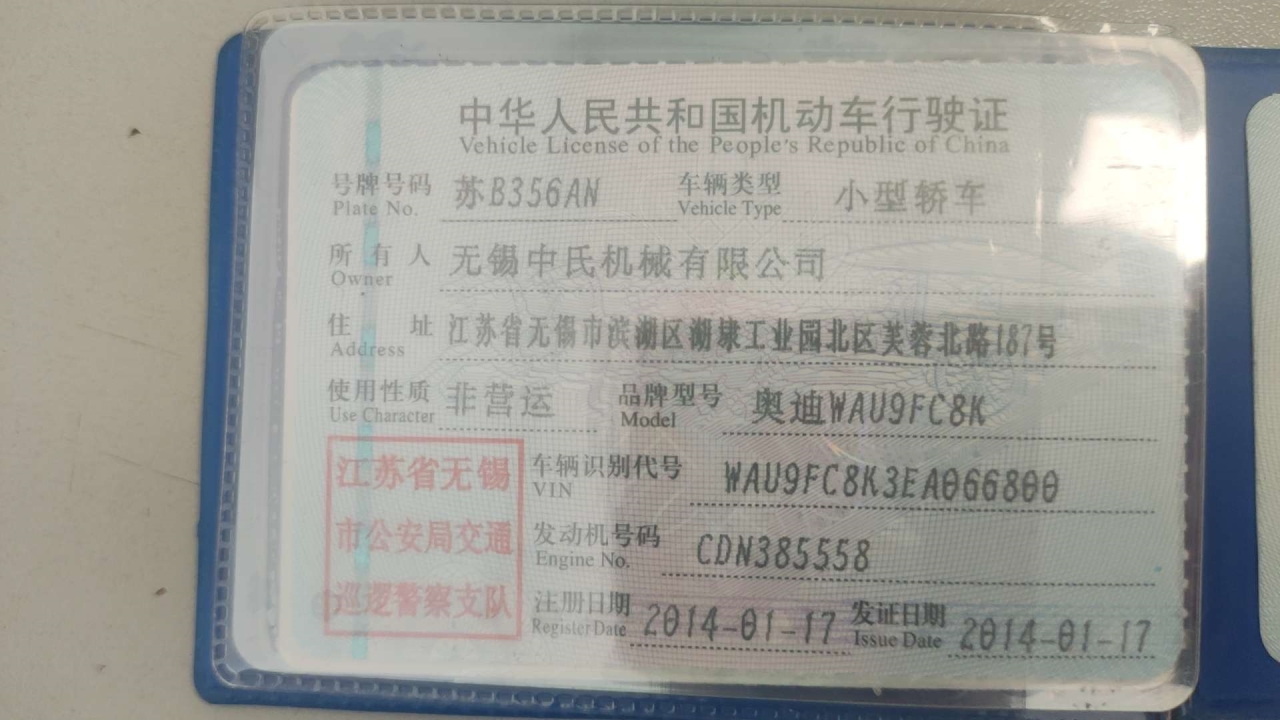 中华人民共和国机动车行驶证
Vehicle License of the People's Republic of China
号牌号码 苏B356AN 车辆类型 小型轿车
Plate No. Vehicle Type
所有人 无锡中氏机械有限公司
Owner
住址 江苏省无锡市滨湖区湖埭工业园北区芙蓉北路187号
Address
使用性质 非营运 品牌型号 奥迪WAU9FC8K
Use Character Model
江苏省无锡
市公安局交通
巡逻警察支队
车辆识别代号 WAU9FC8K3EA066800
VIN
发动机号码 CDN385558
Engine No.
注册日期 2014-01-17 发证日期 2014-01-17
Register Date Issue Date